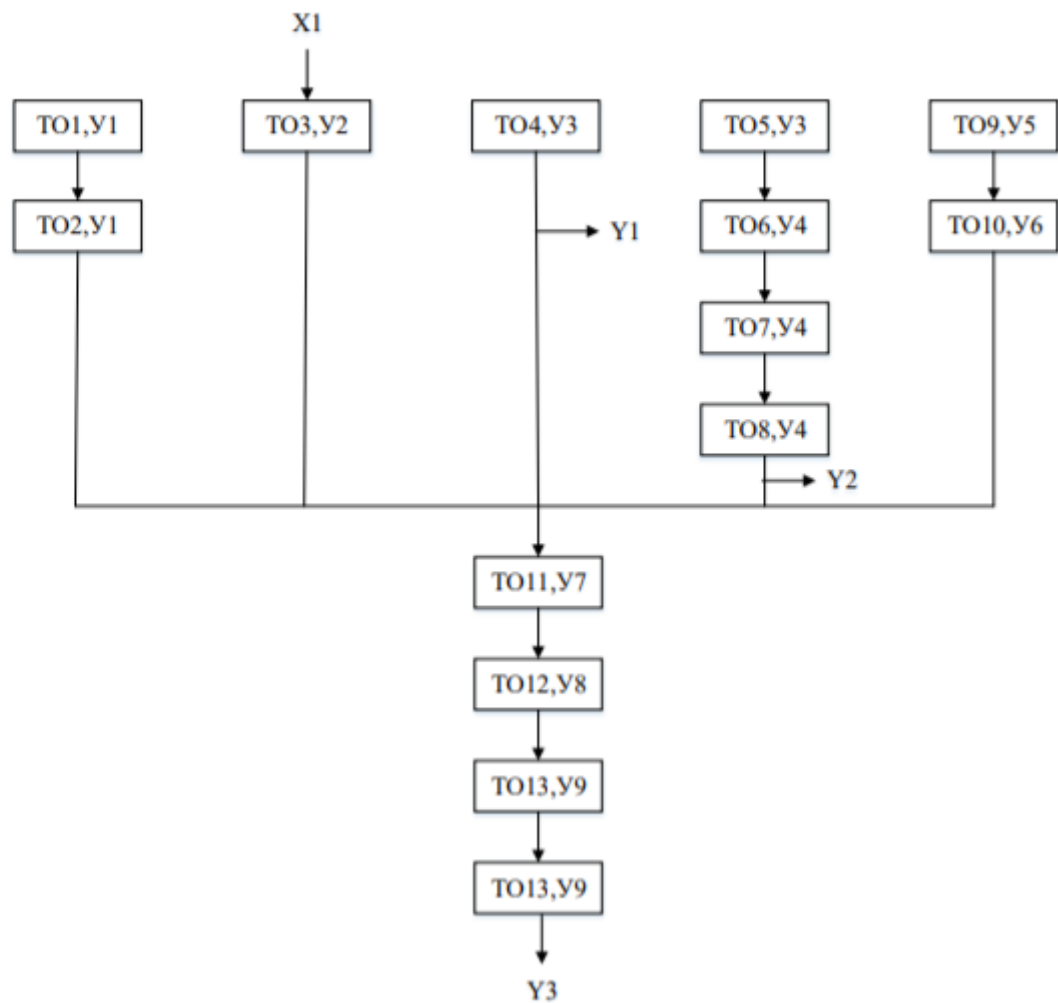 X1
ТО1,У1
ТО3,У2
ТО4,У3
ТО5,У3
ТО9,У5
ТО2,У1
Y1
ТО6,У4
ТО10,У6
ТО7,У4
ТО8,У4
Y2
ТО11,У7
ТО12,У8
ТО13,У9
ТО13,У9
Y3